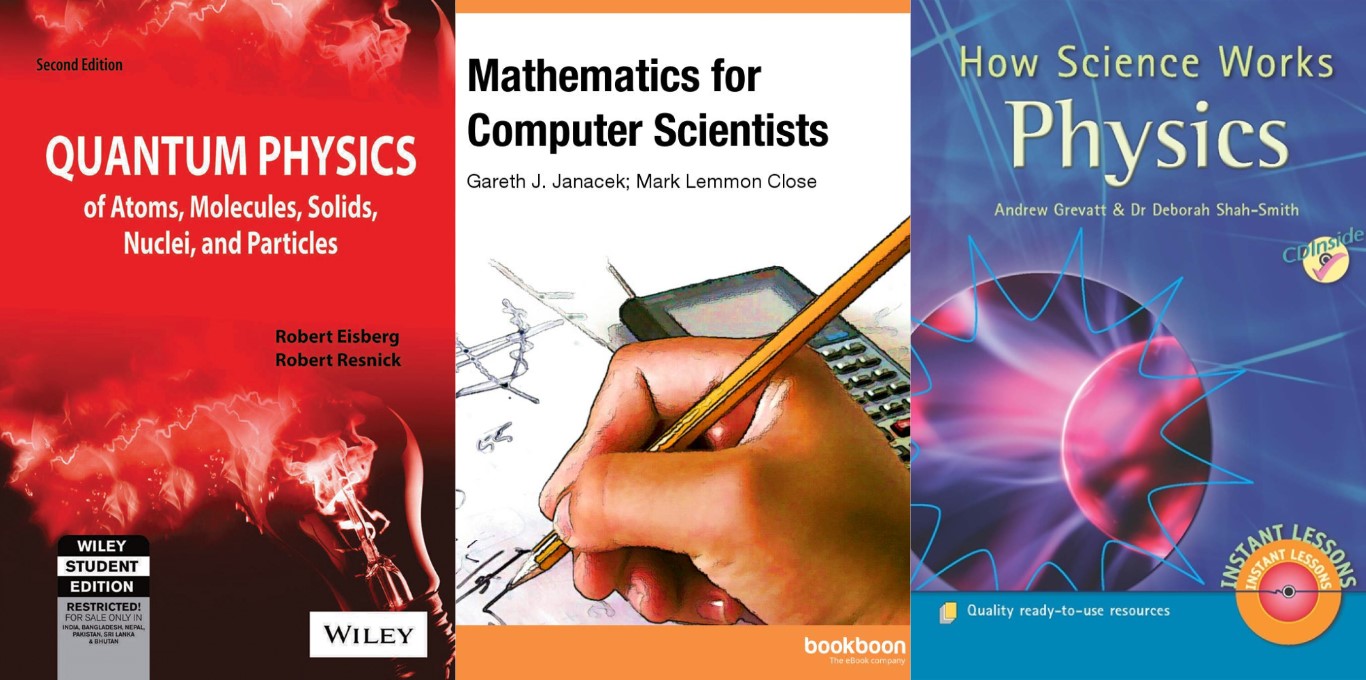 Second Edition
QUANTUM PHYSICS
of Atoms, Molecules, Solids,
Nuclei, and Particles
Robert Eisberg
Robert Resnick
WILEY
STUDENT
EDITION
RESTRICTED!
FOR SALE ONLY IN
INDIA, BANGLADESH, NEPAL,
PAKISTAN, SRI LANKA
& BHUTAN
WILEY
Mathematics for
Computer Scientists
Gareth J. Janacek; Mark Lemmon Close
bookboon
The eBook company
How Science Works
Physics
Andrew Grevatt & Dr Deborah Shah-Smith
CD Inside
INSTANT LESSONS
INSTANT LESSONS
Quality ready-to-use resources